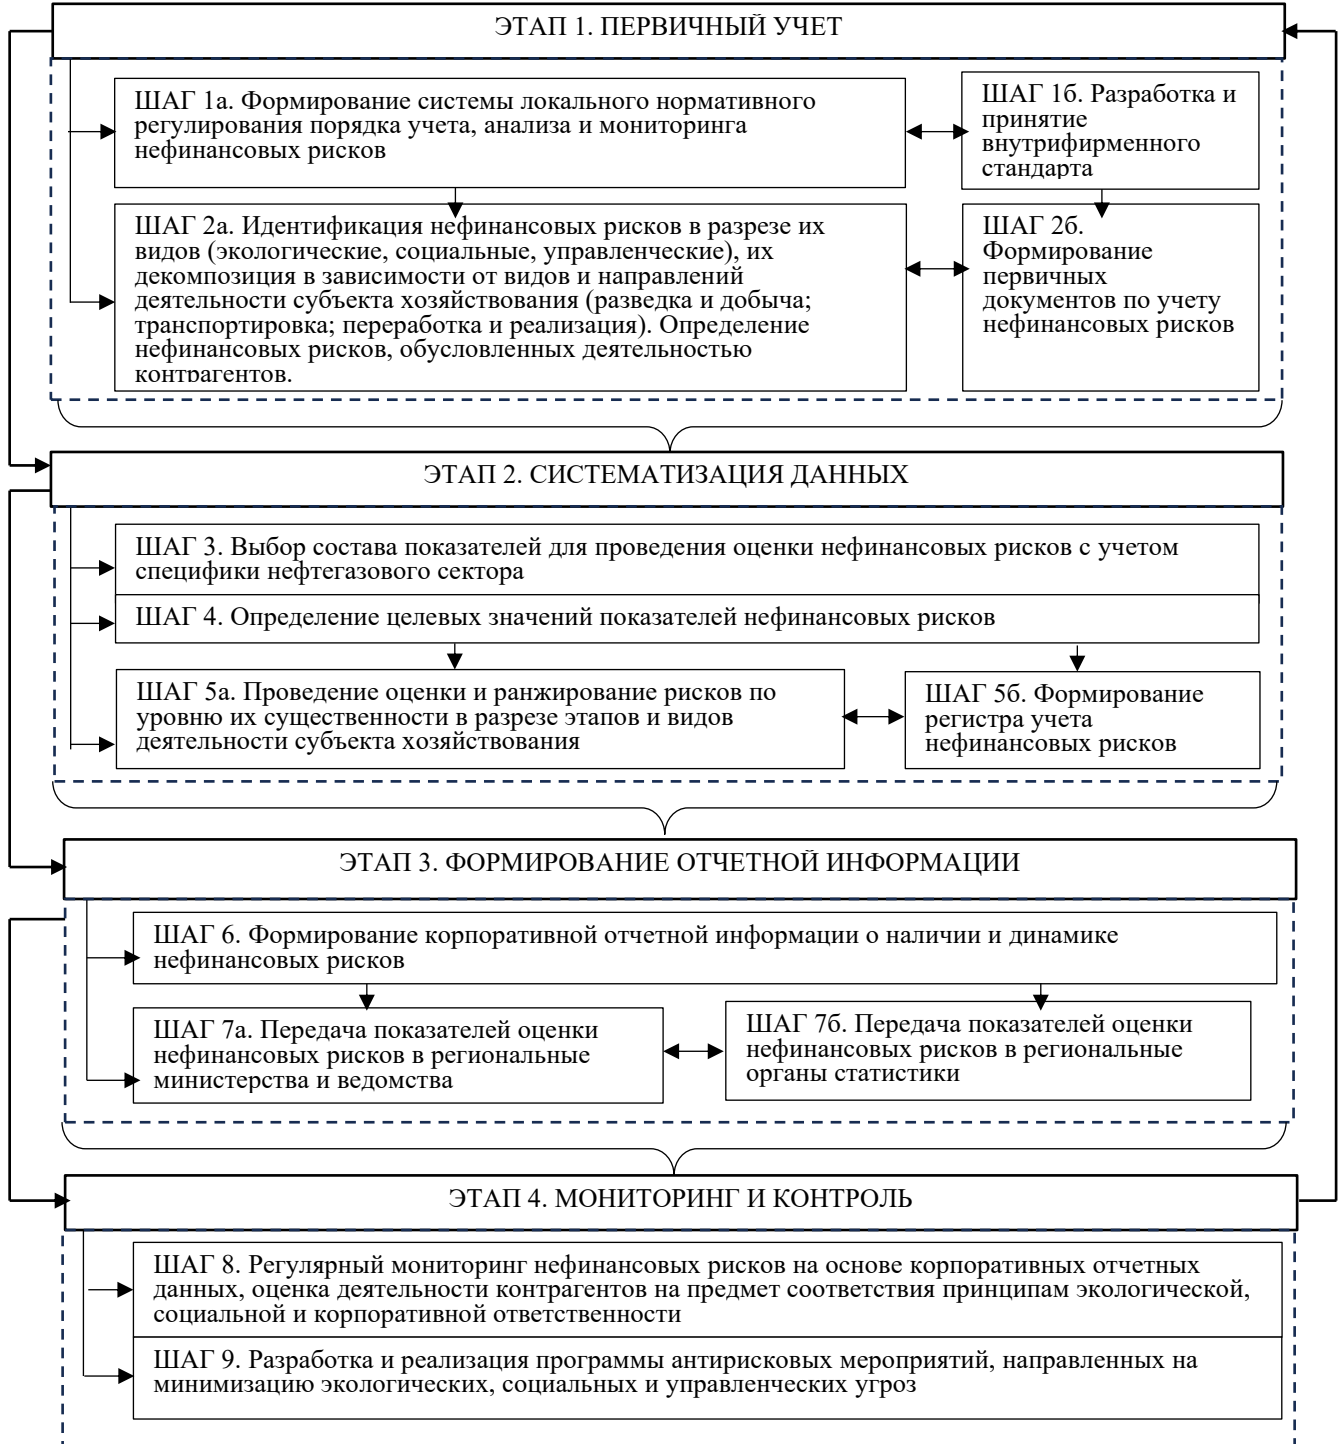 ЭТАП 1. ПЕРВИЧНЫЙ УЧЕТ
ШАГ 1а. Формирование системы локального нормативного
регулирования порядка учета, анализа и мониторинга
нефинансовых рисков
ШАГ 1б. Разработка и
принятие
внутрифирменного
стандарта
ШАГ 2а. Идентификация нефинансовых рисков в разрезе их
видов (экологические, социальные, управленческие), их
декомпозиция в зависимости от видов и направлений
деятельности субъекта хозяйствования (разведка и добыча;
транспортировка; переработка и реализация). Определение
нефинансовых рисков, обусловленных деятельностью
контрагентов.
ШАГ 2б.
Формирование
первичных
документов по учету
нефинансовых рисков
ЭТАП 2. СИСТЕМАТИЗАЦИЯ ДАННЫХ
ШАГ 3. Выбор состава показателей для проведения оценки нефинансовых рисков с учетом
специфики нефтегазового сектора
ШАГ 4. Определение целевых значений показателей нефинансовых рисков
ШАГ 5а. Проведение оценки и ранжирование рисков по
уровню их существенности в разрезе этапов и видов
деятельности субъекта хозяйствования
ШАГ 5б. Формирование
регистра учета
нефинансовых рисков
ЭТАП 3. ФОРМИРОВАНИЕ ОТЧЕТНОЙ ИНФОРМАЦИИ
ШАГ 6. Формирование корпоративной отчетной информации о наличии и динамике
нефинансовых рисков
ШАГ 7а. Передача показателей оценки
нефинансовых рисков в региональные
министерства и ведомства
ШАГ 7б. Передача показателей оценки
нефинансовых рисков в региональные
органы статистики
ЭТАП 4. МОНИТОРИНГ И КОНТРОЛЬ
ШАГ 8. Регулярный мониторинг нефинансовых рисков на основе корпоративных отчетных
данных, оценка деятельности контрагентов на предмет соответствия принципам экологической,
социальной и корпоративной ответственности
ШАГ 9. Разработка и реализация программы антирисковых мероприятий, направленных на
минимизацию экологических, социальных и управленческих угроз